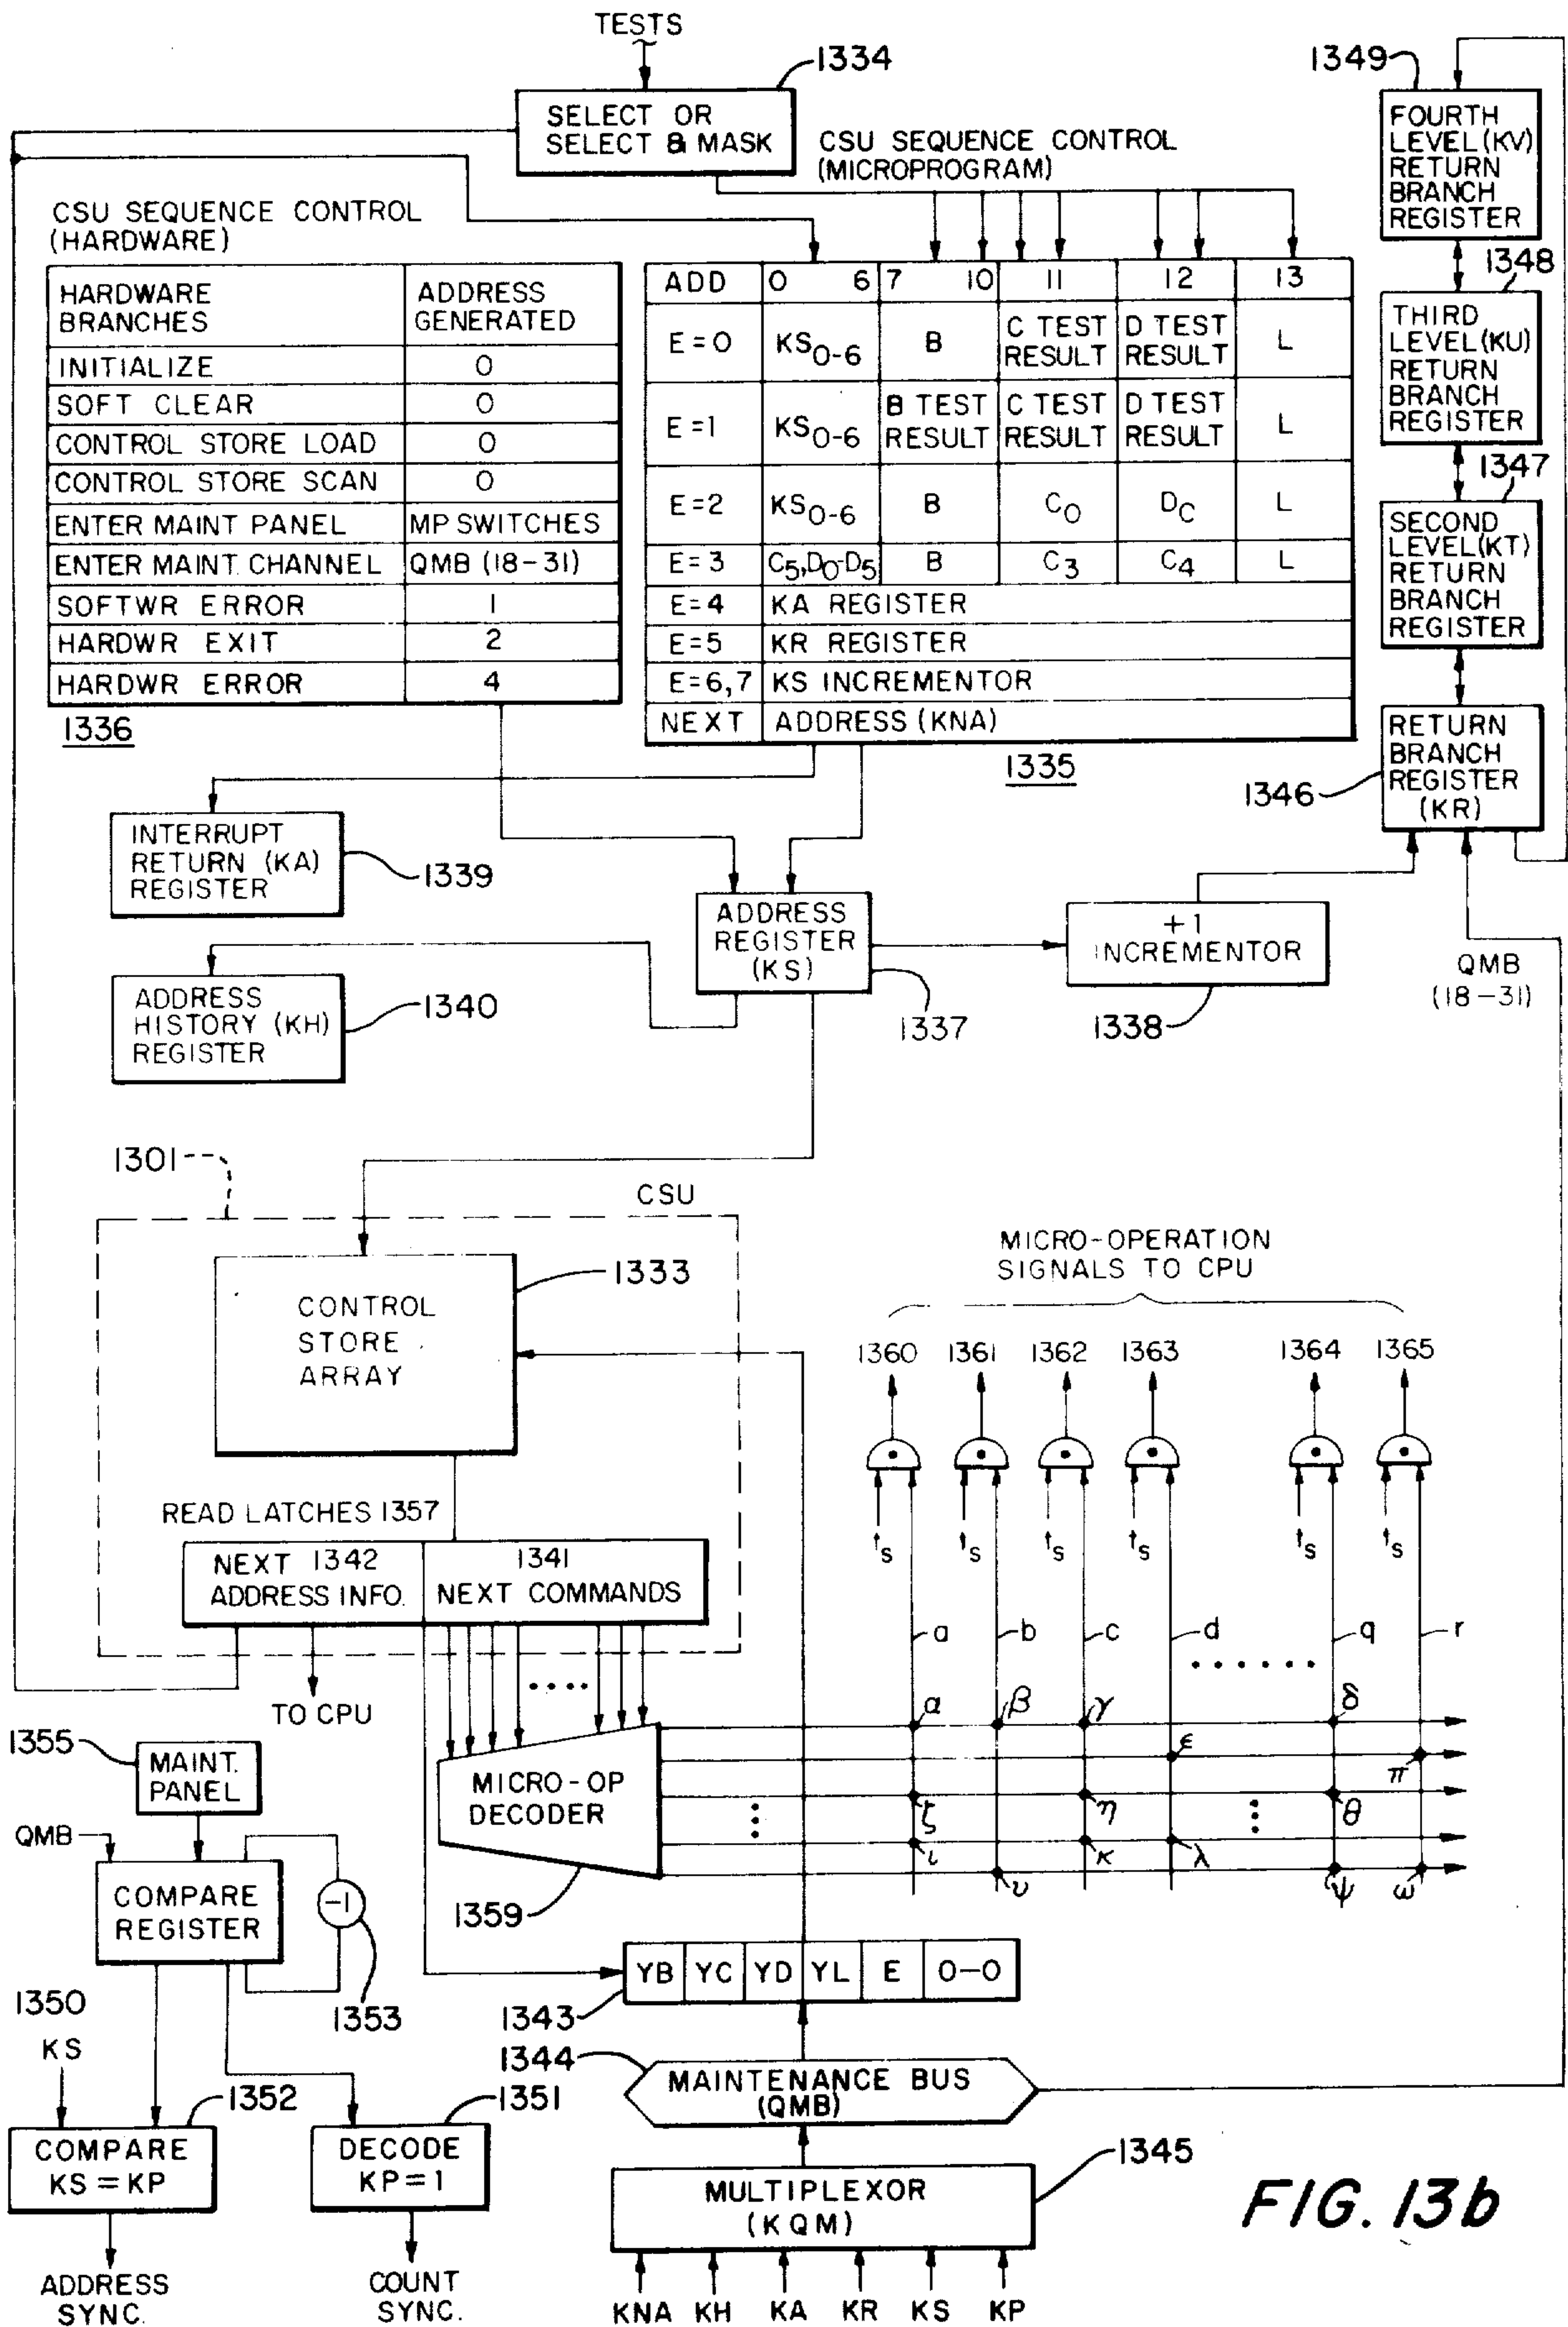 TESTS
1334
SELECT OR
SELECT & MASK
CSU SEQUENCE CONTROL
(MICROPROGRAM)
1349
FOURTH
LEVEL(KV)
RETURN
BRANCH
REGISTER
1348
THIRD
LEVEL(KU)
RETURN
BRANCH
REGISTER
1347
SECOND
LEVEL(KT)
RETURN
BRANCH
REGISTER
RETURN
BRANCH
REGISTER
(KR)
1346
CSU SEQUENCE CONTROL
(HARDWARE)
HARDWARE BRANCHES ADDRESS GENERATED
INITIALIZE 0
SOFT CLEAR 0
CONTROL STORE LOAD 0
CONTROL STORE SCAN 0
ENTER MAINT PANEL MP SWITCHES
ENTER MAINT. CHANNEL QMB (18-31)
SOFTWR ERROR 1
HARDWR EXIT 2
HARDWR ERROR 4
1336
ADD 0 6 7 10 11 12 13
E=0 KS0-6 B C TEST RESULT D TEST RESULT L
E=1 KS0-6 B TEST RESULT C TEST RESULT D TEST RESULT L
E=2 KS0-6 B C0 DC L
E=3 C5,D0-D5 B C3 C4 L
E=4 KA REGISTER
E=5 KR REGISTER
E=6,7 KS INCREMENTOR
NEXT ADDRESS (KNA)
1335
INTERRUPT
RETURN (KA)
REGISTER
1339
ADDRESS
REGISTER
(KS)
1337
+1
INCREMENTOR
1338
QMB
(18-31)
ADDRESS
HISTORY (KH)
REGISTER
1340
1301
CSU
CONTROL
STORE
ARRAY
1333
READ LATCHES 1357
NEXT 1342
ADDRESS INFO.
1341
NEXT COMMANDS
TO CPU
MICRO-OPERATION
SIGNALS TO CPU
1360 1361 1362 1363 1364 1365
ts ts ts ts ts ts
a b c d q r
α β γ δ
ε π
ζ η θ
ι κ λ
υ ψ ω
MICRO-OP
DECODER
1359
1355
MAINT.
PANEL
QMB
COMPARE
REGISTER
-1
1353
1350
KS
1352
COMPARE
KS=KP
ADDRESS
SYNC.
1351
DECODE
KP=1
COUNT
SYNC.
YB YC YD YL E 0-0
1343
1344
MAINTENANCE BUS
(QMB)
1345
MULTIPLEXOR
(KQM)
KNA KH KA KR KS KP
FIG. 13b